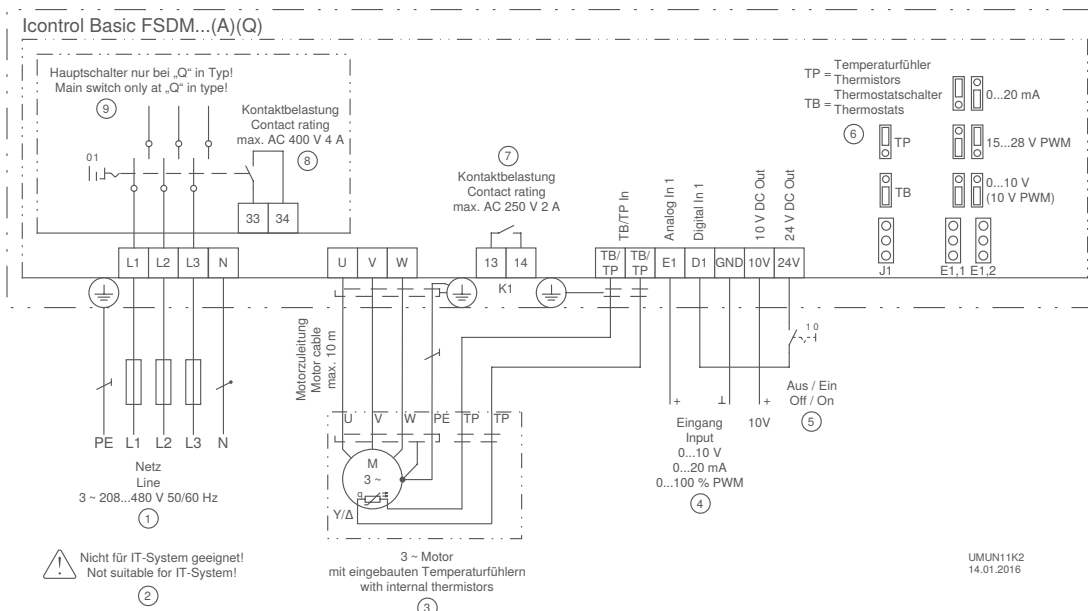 Icontrol Basic FSDM...(A)(Q)
Hauptschalter nur bei „Q“ in Typ!
Main switch only at „Q“ in type!
9
0 1
Kontaktbelastung
Contact rating
max. AC 400 V 4 A
8
33 34
7
Kontaktbelastung
Contact rating
max. AC 250 V 2 A
TP = Temperaturfühler
Thermistors
TB = Thermostatschalter
Thermostats
6
TP
TB
J1
0...20 mA
15...28 V PWM
0...10 V
(10 V PWM)
E1,1 E1,2
TB/TP In
Analog In 1
Digital In 1
10 V DC Out
24 V DC Out
L1 L2 L3 N
U V W
13 14
K1
TB/TP TB/TP E1 D1 GND 10V 24V
Motorzuleitung
Motor cable
max. 10 m
1 0
Aus / Ein
Off / On
5
PE L1 L2 L3 N
Netz
Line
3 ~ 208...480 V 50/60 Hz
1
U V W PE TP TP
M
3 ~
Y/Δ
+ ⊥ +
10V
Eingang
Input
0...10 V
0...20 mA
0...100 % PWM
4
Nicht für IT-System geeignet!
Not suitable for IT-System!
2
3 ~ Motor
mit eingebauten Temperaturfühlern
with internal thermistors
3
UMUN11K2
14.01.2016